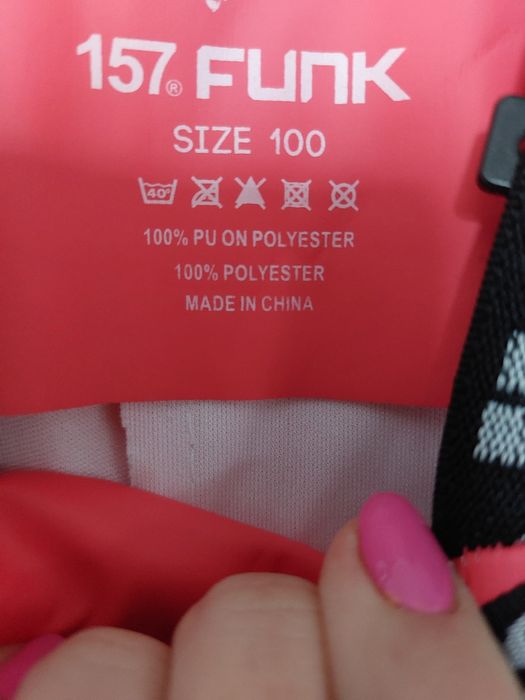 157® FUNK
SIZE 100
40°
100% PU ON POLYESTER
100% POLYESTER
MADE IN CHINA